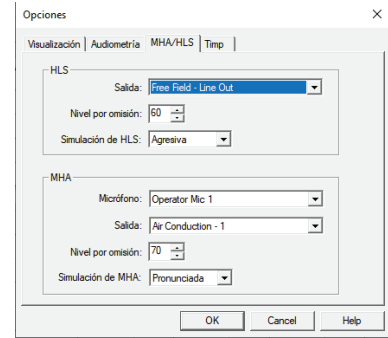 Opciones
Visualización Audiometría MHA/HLS Timp
HLS
Salida: Free Field - Line Out
Nivel por omisión: 60
Simulación de HLS: Agresiva
MHA
Micrófono: Operator Mic 1
Salida: Air Conduction - 1
Nivel por omisión: 70
Simulación de MHA: Pronunciada
OK Cancel Help